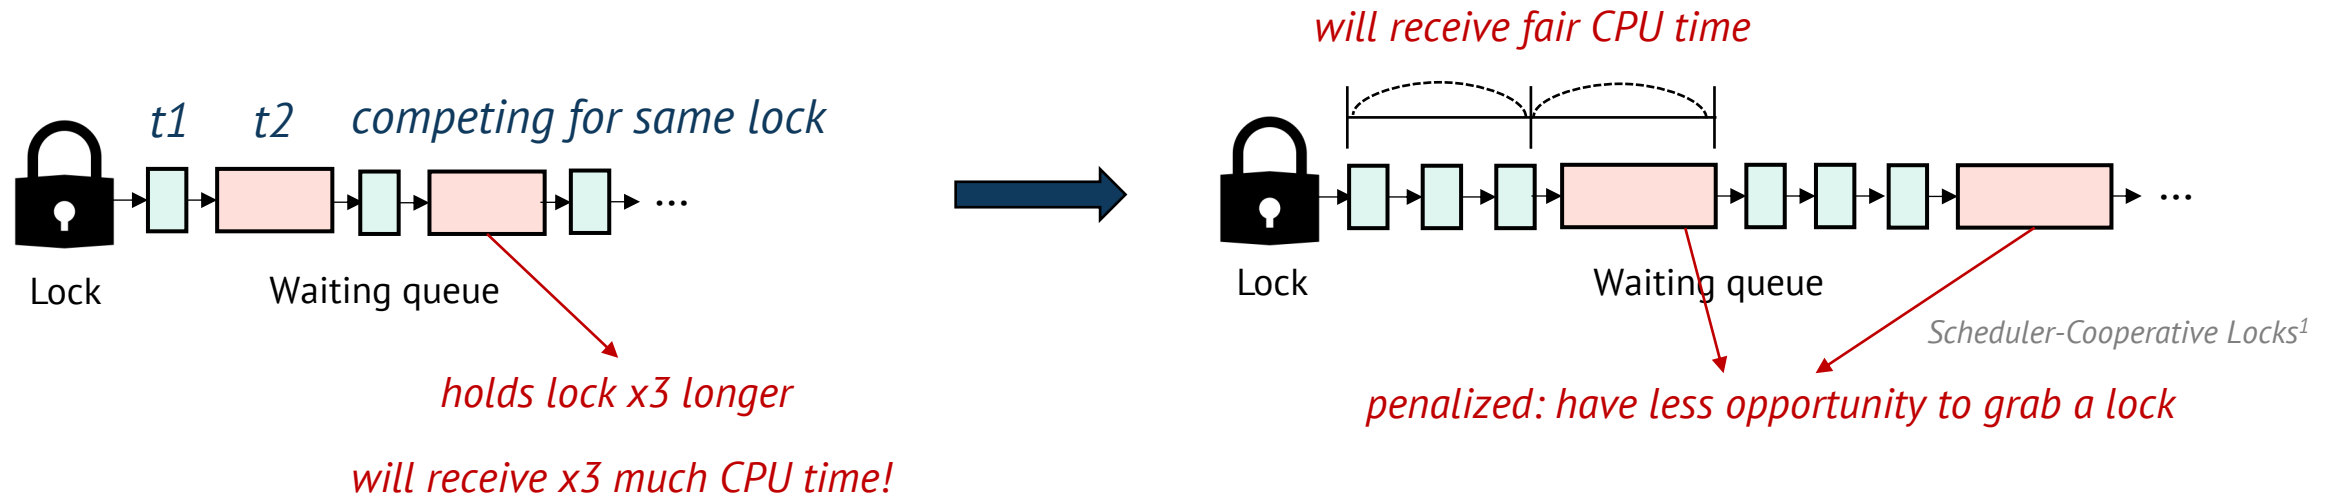 will receive fair CPU time
t1 t2 competing for same lock
...
...
Lock
Waiting queue
Lock
Waiting queue
Scheduler-Cooperative Locks1
holds lock x3 longer
penalized: have less opportunity to grab a lock
will receive x3 much CPU time!